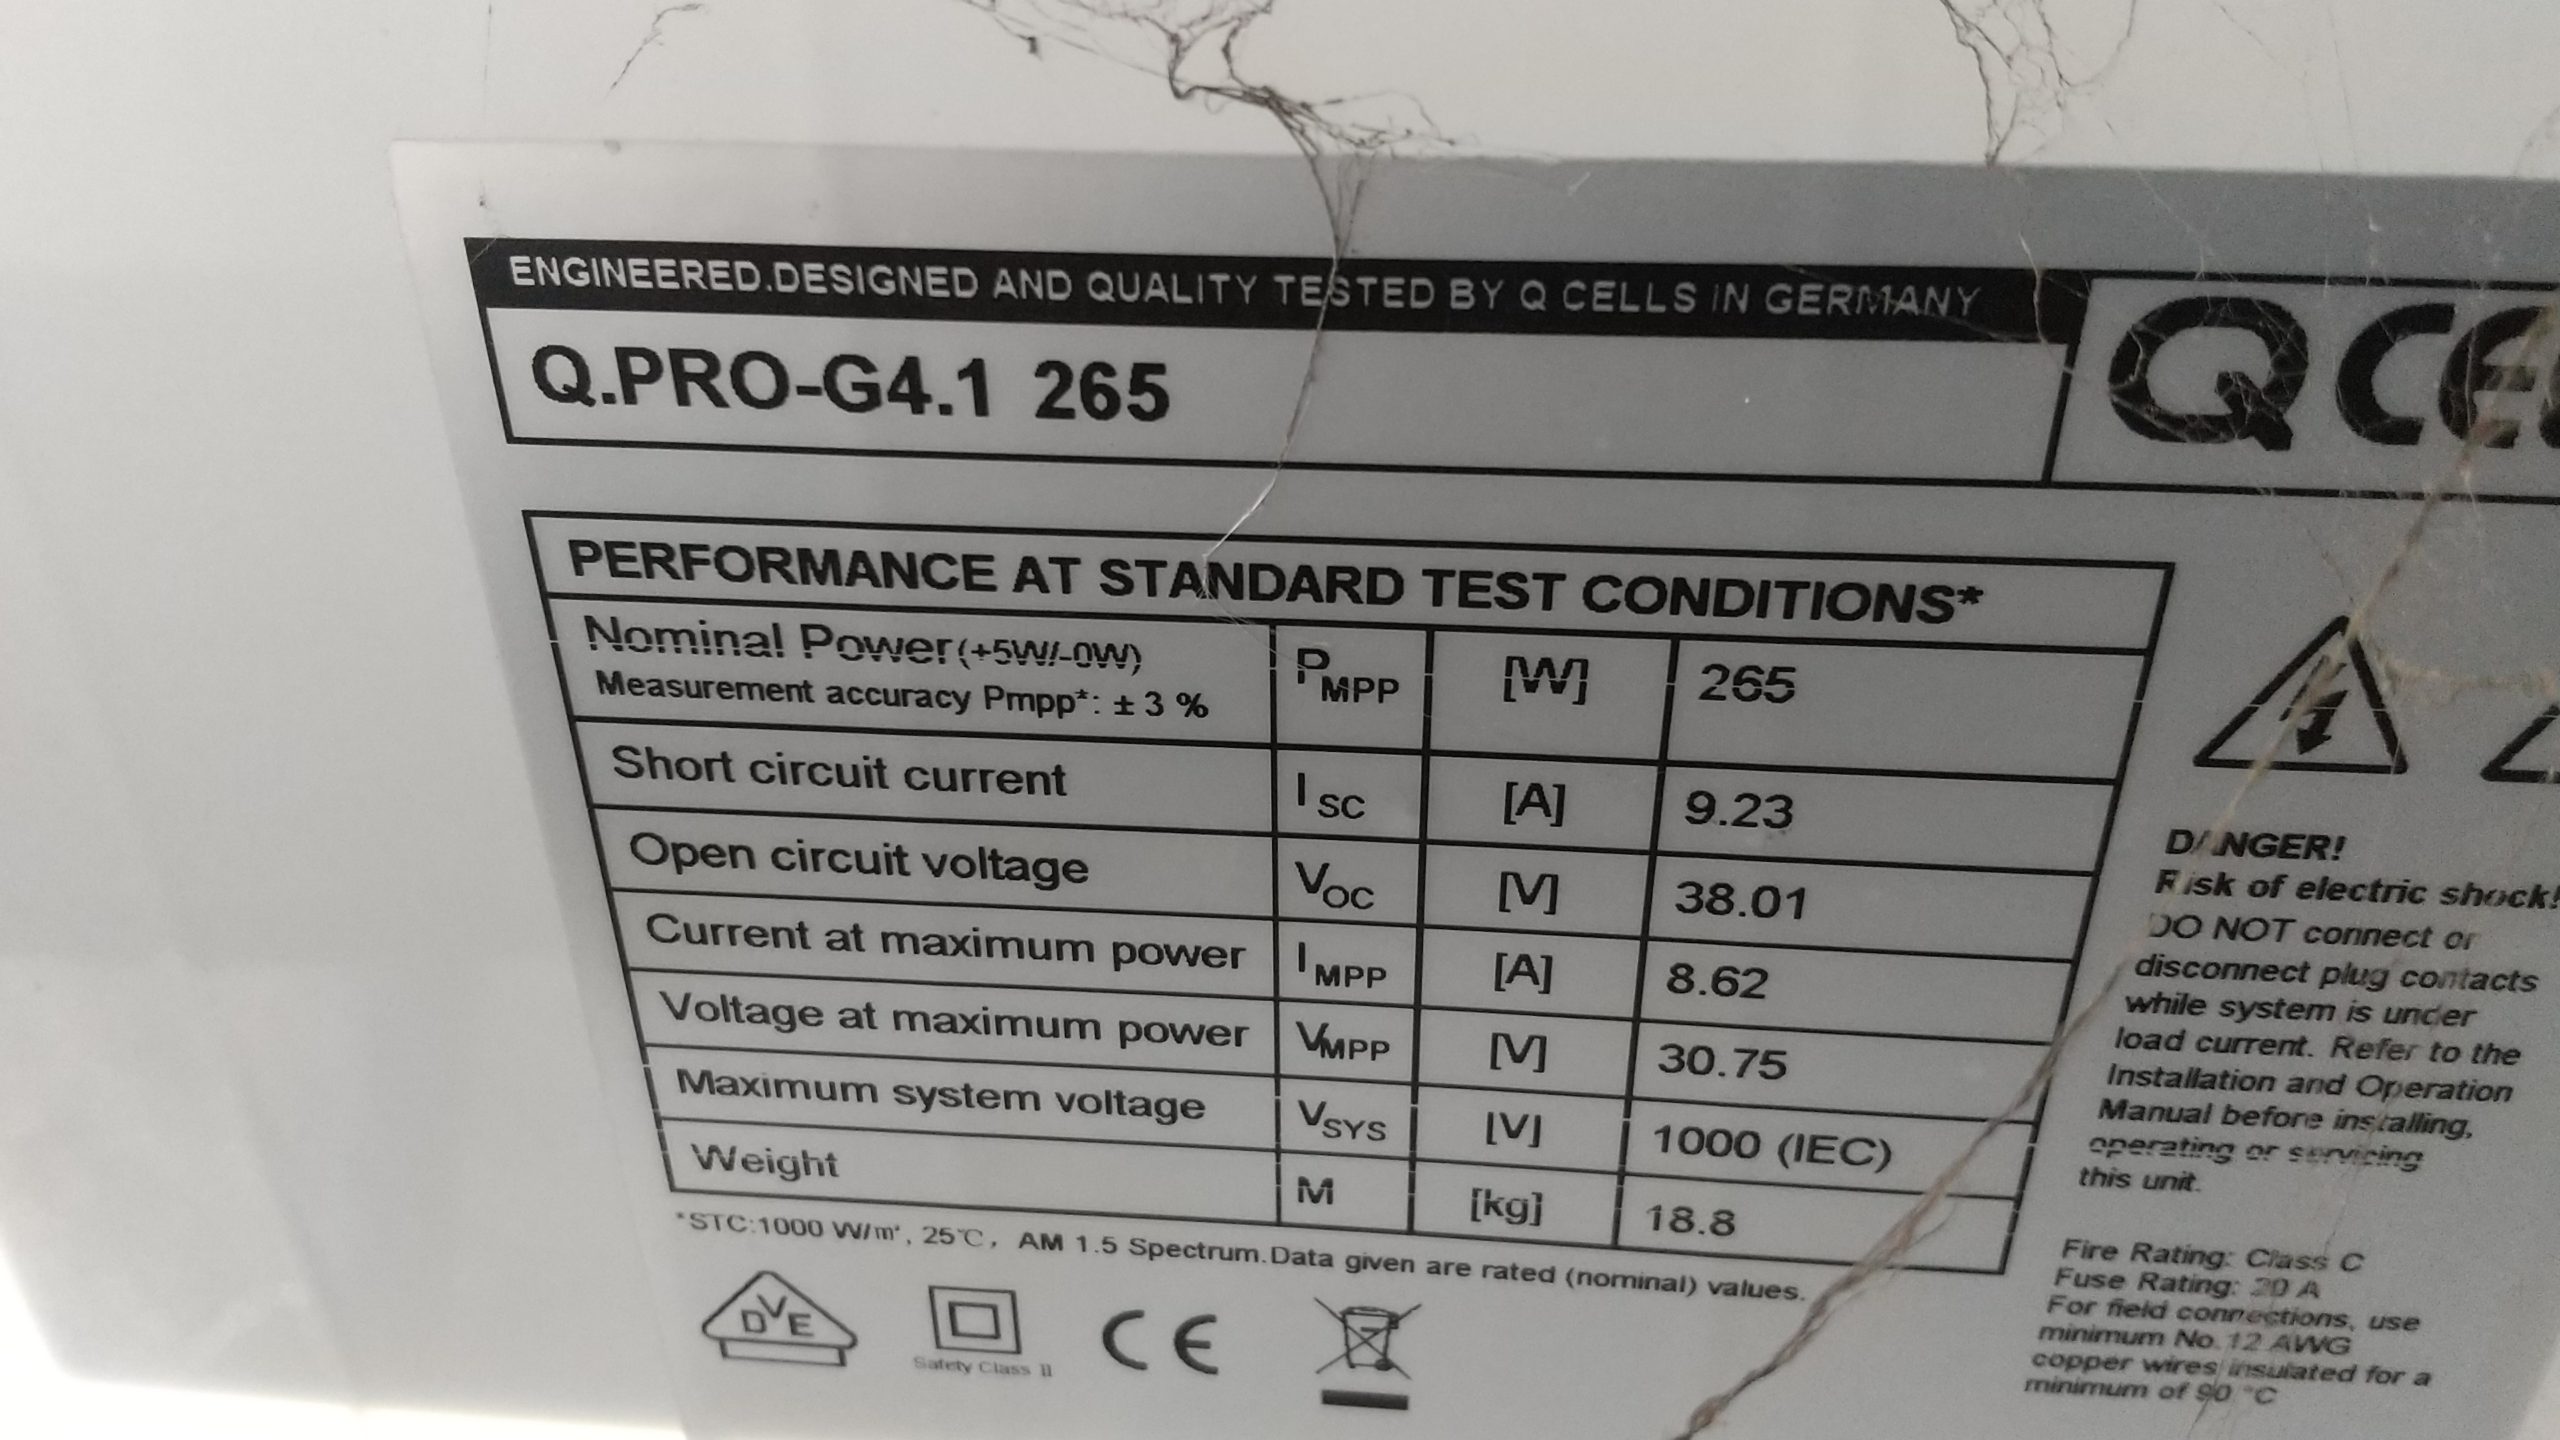 ENGINEERED.DESIGNED AND QUALITY TESTED BY Q CELLS IN GERMANY
Q.PRO-G4.1 265
PERFORMANCE AT STANDARD TEST CONDITIONS*
Nominal Power (+5W/-0W) PMPP [W] 265
Measurement accuracy Pmpp*: ± 3 %
Short circuit current ISC [A] 9.23
Open circuit voltage VOC [V] 38.01
Current at maximum power IMPP [A] 8.62
Voltage at maximum power VMPP [V] 30.75
Maximum system voltage VSYS [V] 1000 (IEC)
Weight M [kg] 18.8
*STC:1000 W/m², 25℃, AM 1.5 Spectrum.Data given are rated (nominal) values.
DVE
Safety Class II
CE
DANGER!
Risk of electric shock!
DO NOT connect or
disconnect plug contacts
while system is under
load current. Refer to the
Installation and Operation
Manual before installing,
operating or servicing
this unit.
Fire Rating: Class C
Fuse Rating: 20 A
For field connections, use
minimum No. 12 AWG
copper wires insulated for a
minimum of 90 °C